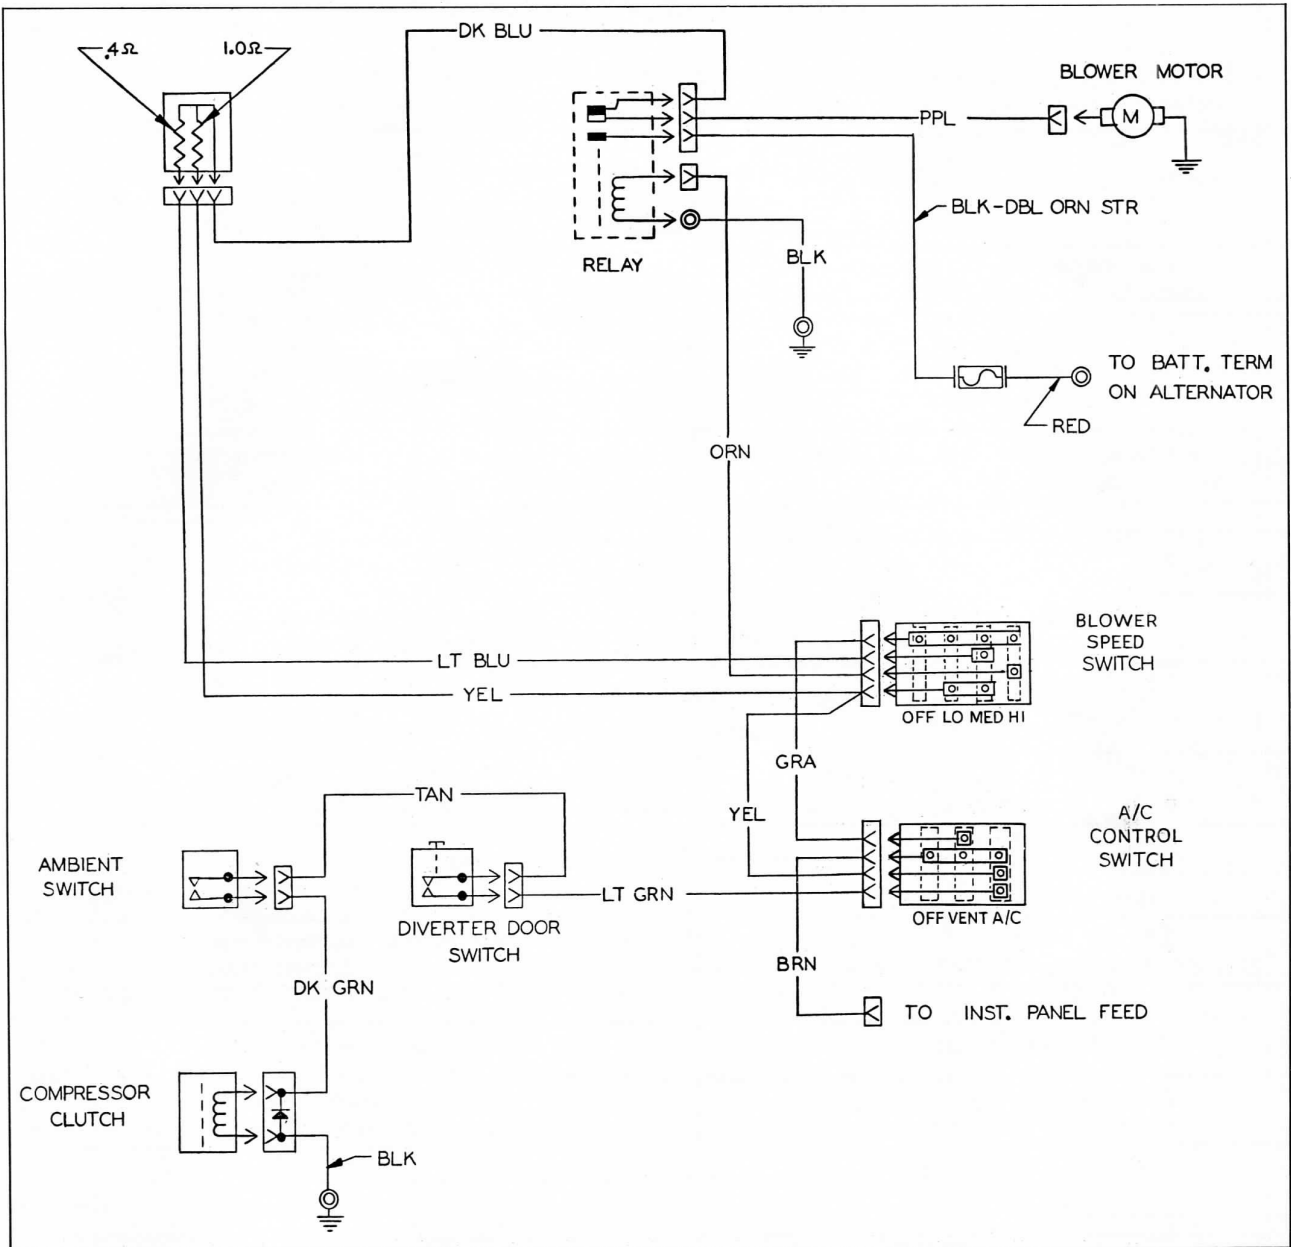 .4Ω
1.0Ω
DK BLU
BLOWER MOTOR
M
PPL
BLK-DBL ORN STR
RELAY
BLK
TO BATT. TERM
ON ALTERNATOR
RED
ORN
BLOWER
SPEED
SWITCH
LT BLU
YEL
OFF LO MED HI
GRA
TAN
YEL
A/C
CONTROL
SWITCH
AMBIENT
SWITCH
LT GRN
OFF VENT A/C
DIVERTER DOOR
SWITCH
BRN
DK GRN
TO INST. PANEL FEED
COMPRESSOR
CLUTCH
BLK